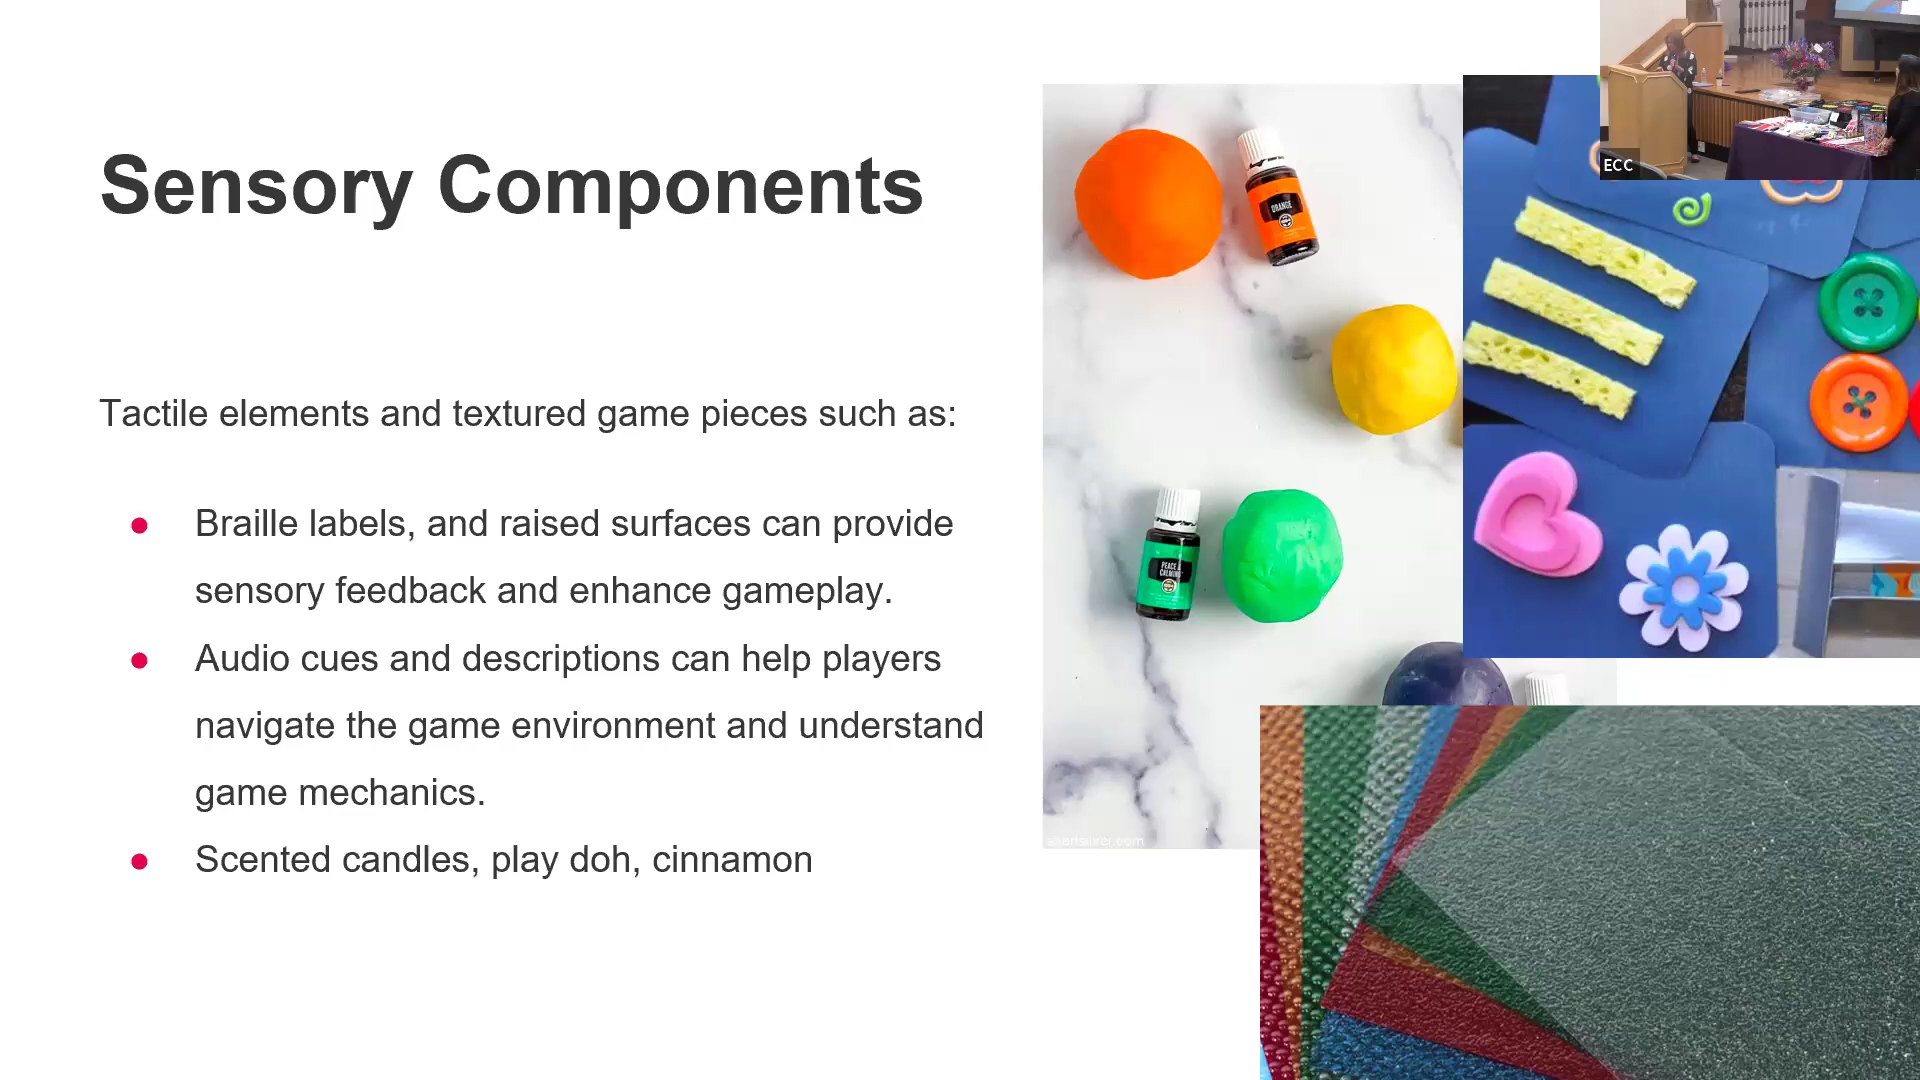 Sensory Components
Tactile elements and textured game pieces such as:
Braille labels, and raised surfaces can provide
sensory feedback and enhance gameplay.
Audio cues and descriptions can help players
navigate the game environment and understand
game mechanics.
Scented candles, play doh, cinnamon
ORANGE
PEACE &
CALMING
ECC